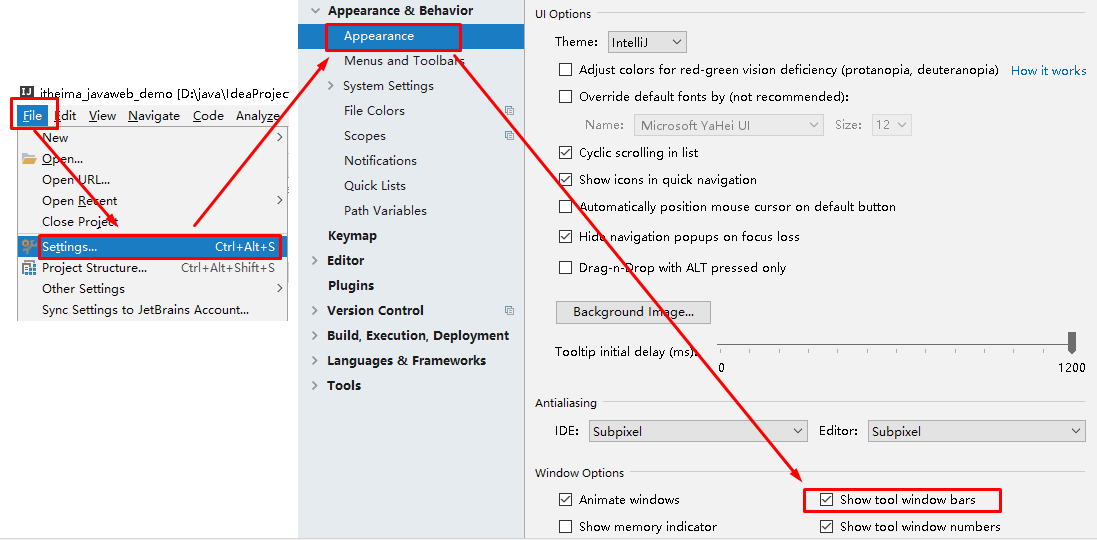 itheima_javaweb_demo [D:\java\IdeaProject
File Edit View Navigate Code Analyze
New
Open...
Open URL...
Open Recent
Close Project
Settings... Ctrl+Alt+S
Project Structure... Ctrl+Alt+Shift+S
Other Settings
Sync Settings to JetBrains Account...
Appearance & Behavior
Appearance
Menus and Toolbars
System Settings
File Colors
Scopes
Notifications
Quick Lists
Path Variables
Keymap
Editor
Plugins
Version Control
Build, Execution, Deployment
Languages & Frameworks
Tools
UI Options
Theme: IntelliJ
Adjust colors for red-green vision deficiency (protanopia, deuteranopia) How it works
Override default fonts by (not recommended):
Name: Microsoft YaHei UI Size: 12
Cyclic scrolling in list
Show icons in quick navigation
Automatically position mouse cursor on default button
Hide navigation popups on focus loss
Drag-n-Drop with ALT pressed only
Background Image...
Tooltip initial delay (ms):
0 1200
Antialiasing
IDE: Subpixel Editor: Subpixel
Window Options
Animate windows Show tool window bars
Show memory indicator Show tool window numbers